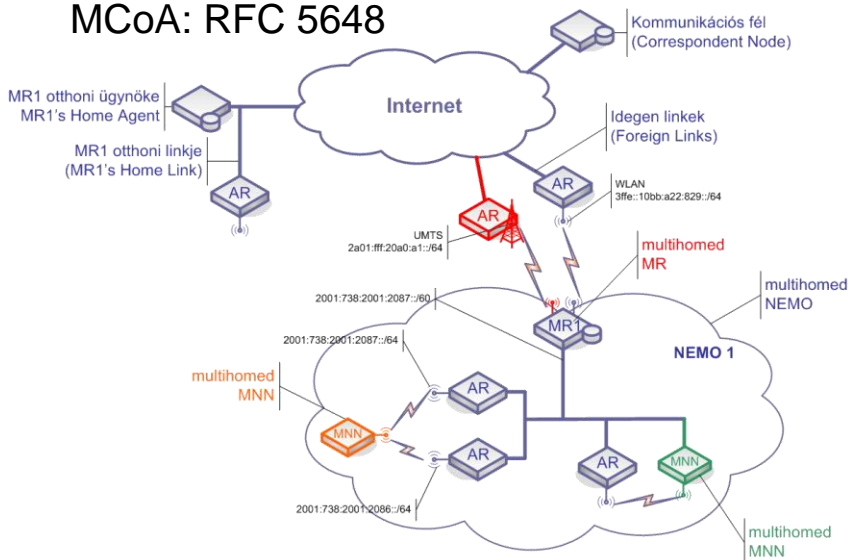 MCoA: RFC 5648
Kommunikációs fél
(Correspondent Node)
MR1 otthoni ügynöke
MR1's Home Agent
Internet
Idegen linkek
(Foreign Links)
MR1 otthoni linkje
(MR1's Home Link)
AR
AR
WLAN
3ffe::10bb:a22:829::/64
AR
UMTS
2a01:fff:20a0:a1::/64
multihomed
MR
multihomed
NEMO
2001:738:2001:2087::/60
MR1
NEMO 1
2001:738:2001:2087::/64
multihomed
MNN
AR
MNN
AR
AR
MNN
2001:738:2001:2086::/64
multihomed
MNN